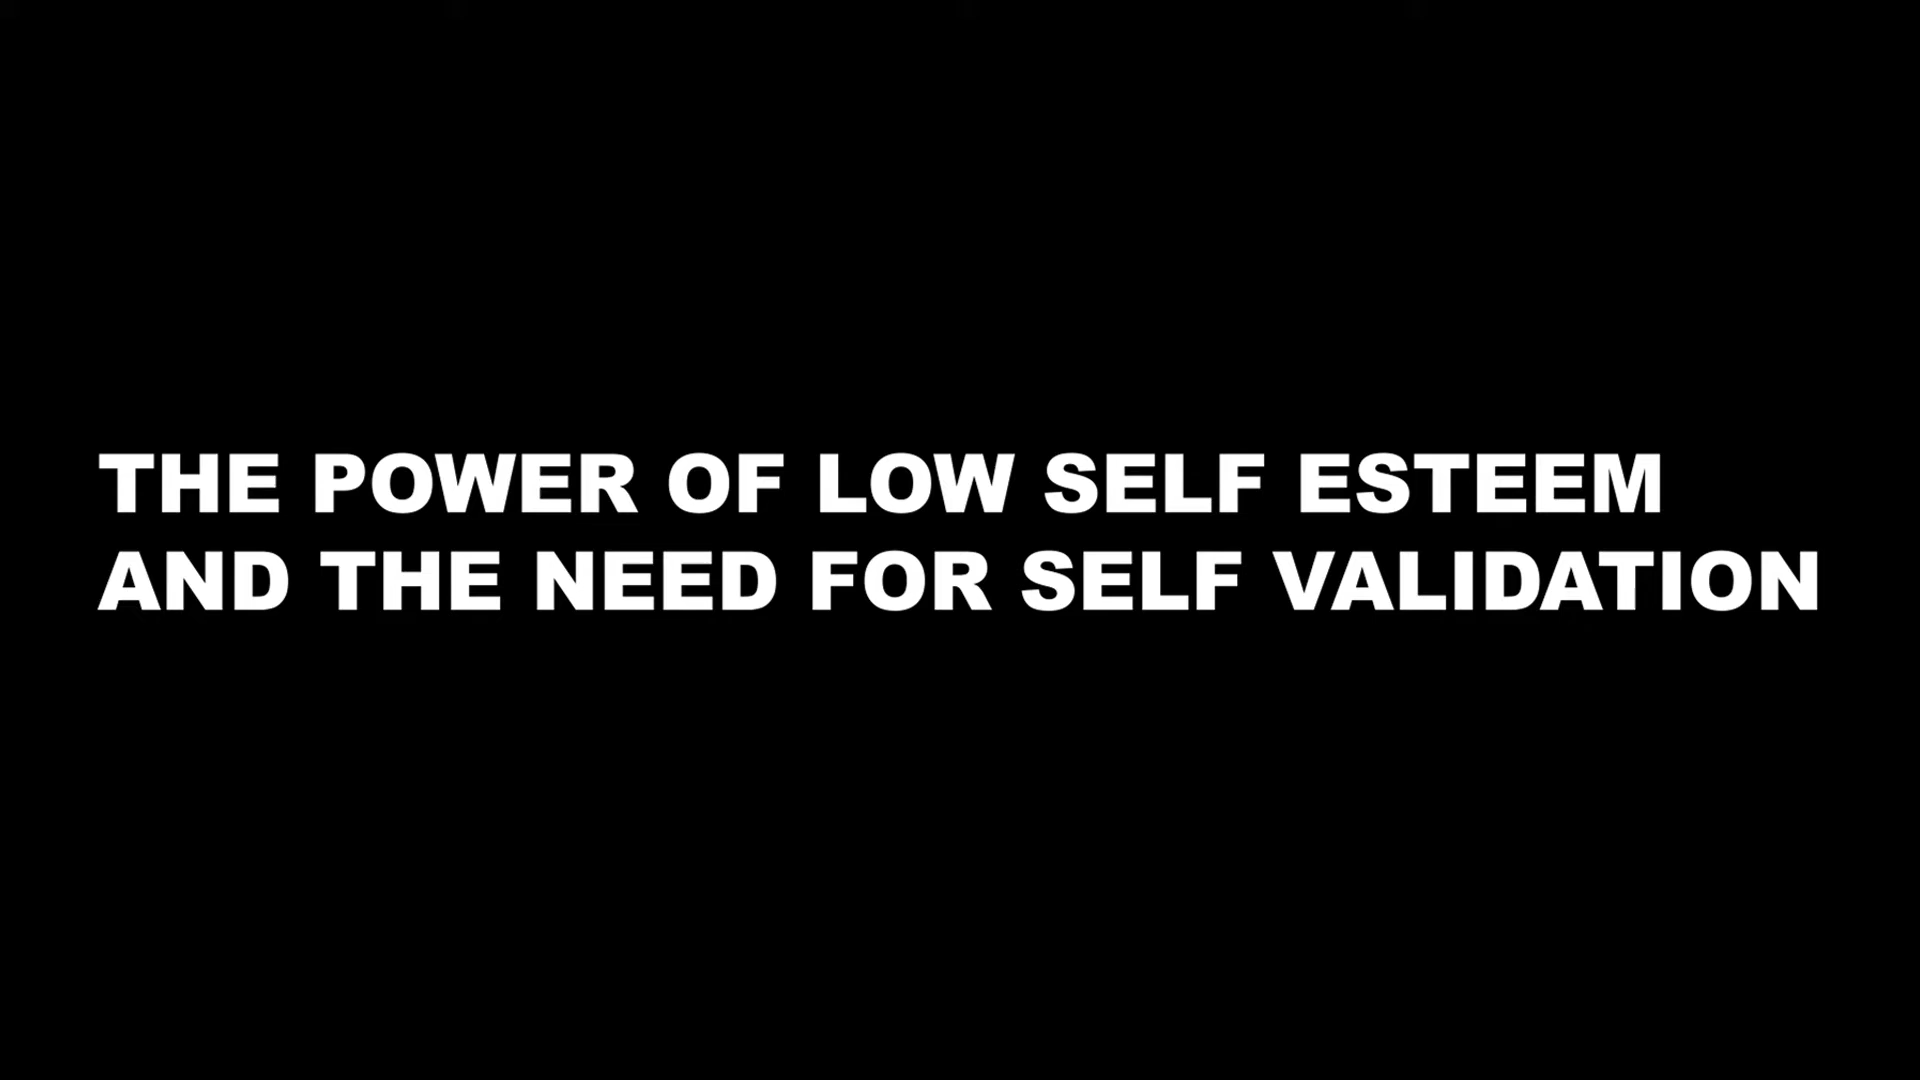 THE POWER OF LOW SELF ESTEEM
AND THE NEED FOR SELF VALIDATION